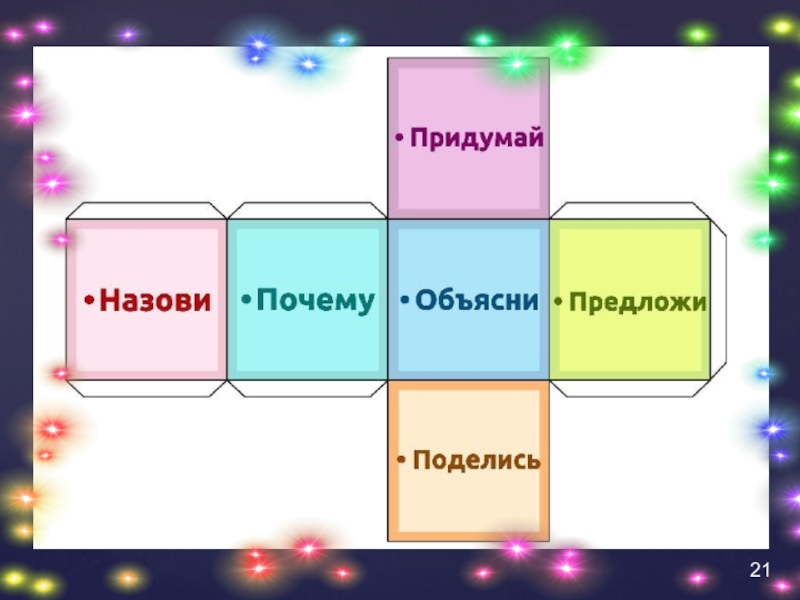 • Придумай
• Назови
• Почему
• Объясни
• Предложи
• Поделись
21